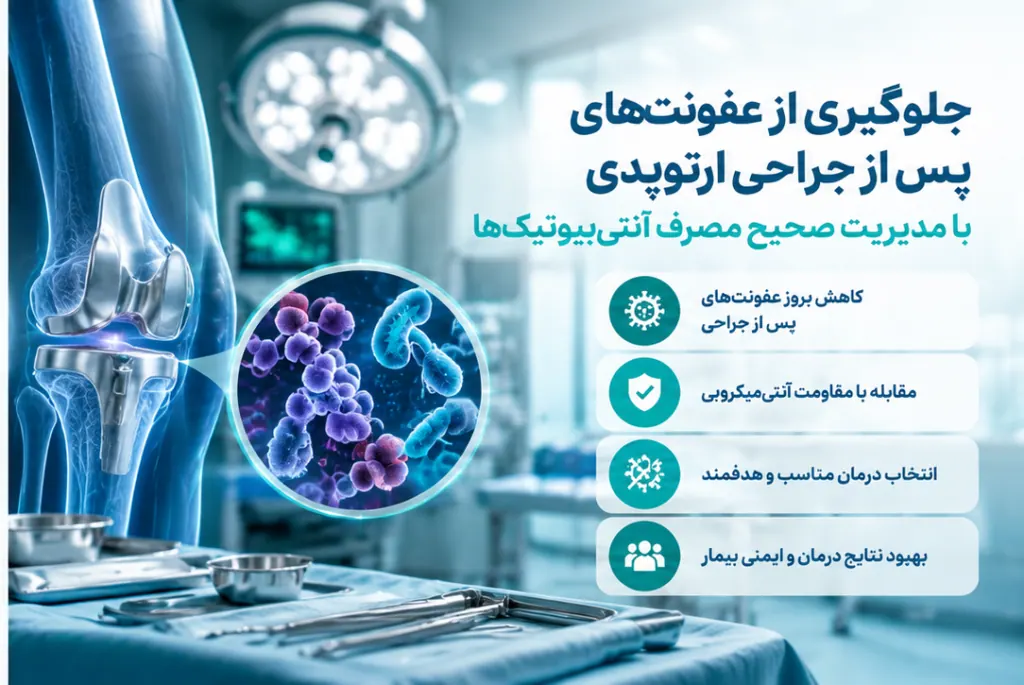 جلوگیری از عفونت‌های
پس از جراحی ارتوپدی
با مدیریت صحیح مصرف آنتی‌بیوتیک‌ها
کاهش بروز عفونت‌های
پس از جراحی
مقابله با مقاومت آنتی‌میکروبی
انتخاب درمان مناسب و هدفمند
بهبود نتایج درمان و ایمنی بیمار